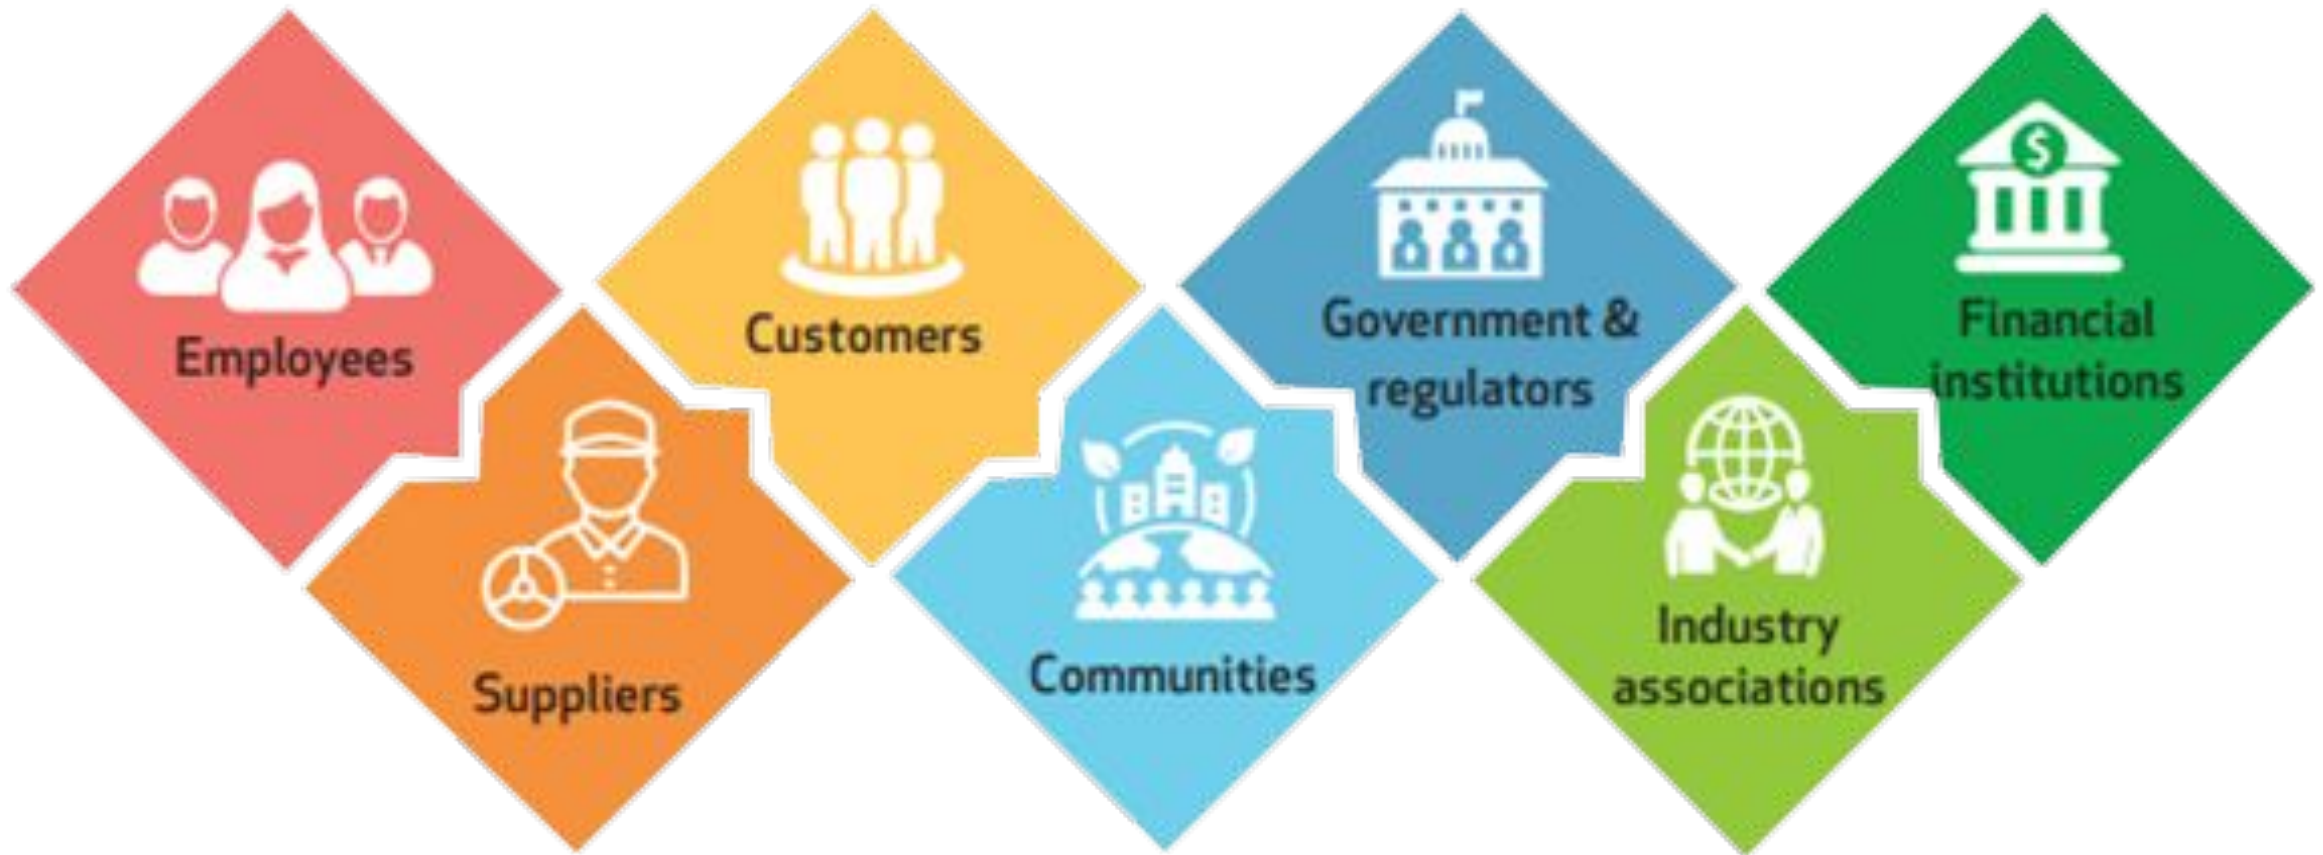 Employees
Customers
Government &
regulators
Financial
institutions
Suppliers
Communities
Industry
associations